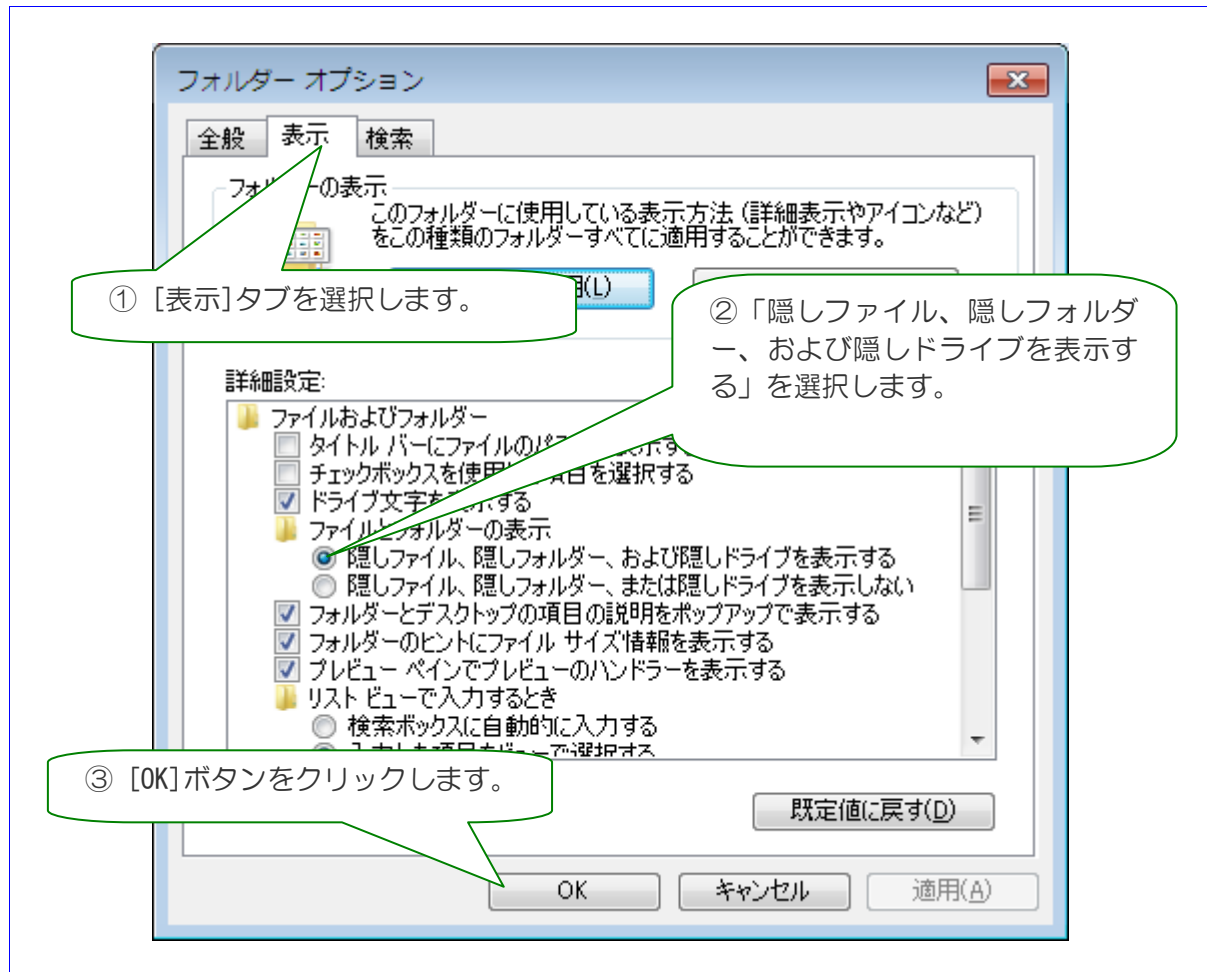 フォルダー オプション
全般 表示 検索
の表示
このフォルダーに使用している表示方法（詳細表示やアイコンなど）
をこの種類のフォルダーすべてに適用することができます。
① [表示]タブを選択します。
(L)
②「隠しファイル、隠しフォルダ
ー、および隠しドライブを表示す
る」を選択します。
詳細設定:
ファイルおよびフォルダー
タイトル バーにファイルの
チェックボックスを使用 項目を選択する
ドライブ文字を表示する
ファイルとフォルダーの表示
隠しファイル、隠しフォルダー、および隠しドライブを表示する
隠しファイル、隠しフォルダー、または隠しドライブを表示しない
フォルダーとデスクトップの項目の説明をポップアップで表示する
フォルダーのヒントにファイル サイズ情報を表示する
プレビュー ペインでプレビューのハンドラーを表示する
リスト ビューで入力するとき
検索ボックスに自動的に入力する
入力した項目をビューで選択する
③ [OK]ボタンをクリックします。
既定値に戻す(D)
OK キャンセル 適用(A)